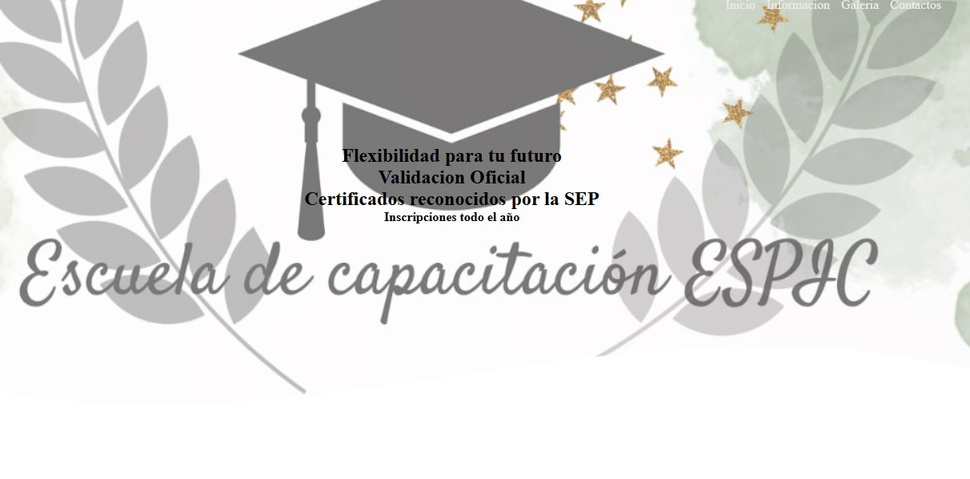 Inicio Informacion Galeria Contactos
Flexibilidad para tu futuro
Validacion Oficial
Certificados reconocidos por la SEP
Inscripciones todo el año
Escuela de capacitación ESPIC